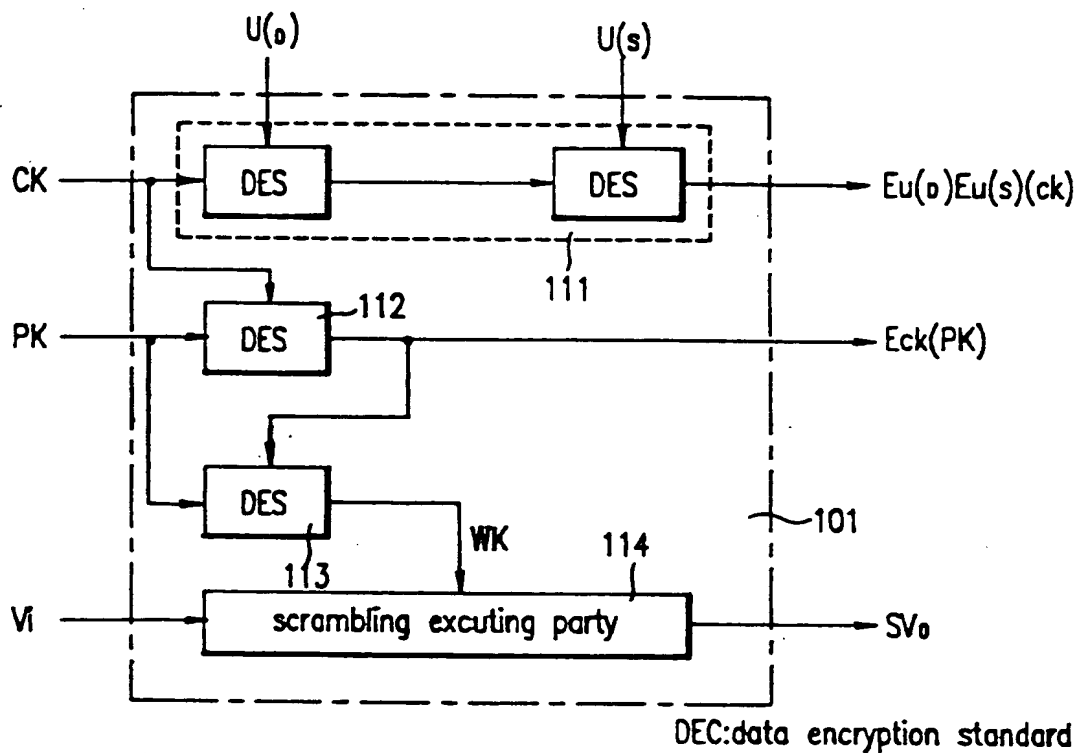 U(D) U(s)
CK DES DES Eu(D)Eu(s)(ck)
111
112
PK DES Eck(PK)
DES
101
WK
113
114
Vi scrambling excuting party SVD
DEC:data encryption standard